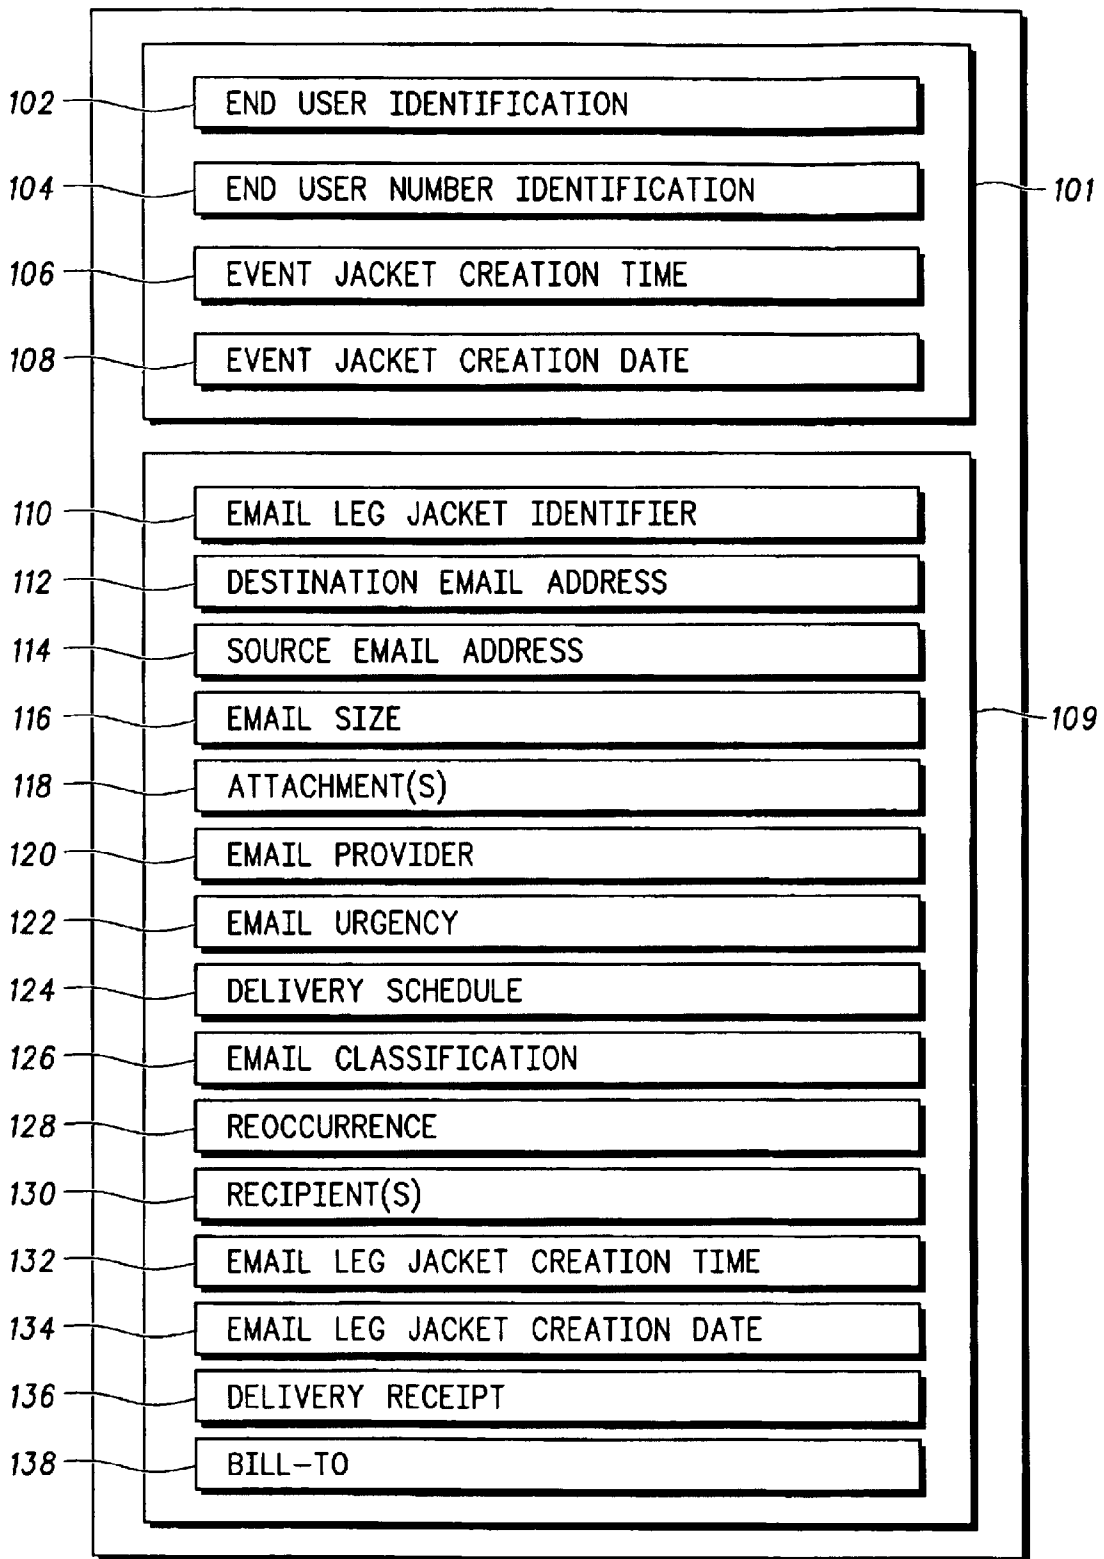 102 END USER IDENTIFICATION
104 END USER NUMBER IDENTIFICATION 101
106 EVENT JACKET CREATION TIME
108 EVENT JACKET CREATION DATE
110 EMAIL LEG JACKET IDENTIFIER
112 DESTINATION EMAIL ADDRESS
114 SOURCE EMAIL ADDRESS
116 EMAIL SIZE 109
118 ATTACHMENT(S)
120 EMAIL PROVIDER
122 EMAIL URGENCY
124 DELIVERY SCHEDULE
126 EMAIL CLASSIFICATION
128 REOCCURRENCE
130 RECIPIENT(S)
132 EMAIL LEG JACKET CREATION TIME
134 EMAIL LEG JACKET CREATION DATE
136 DELIVERY RECEIPT
138 BILL-TO